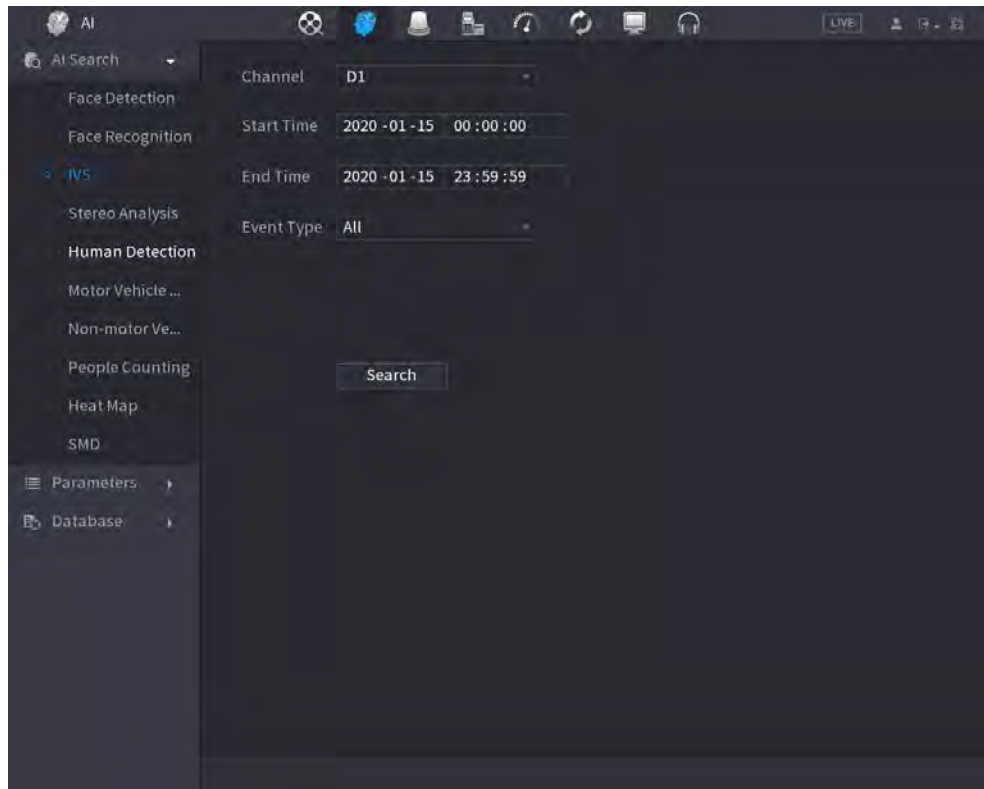 AI
LIVE
AI Search
Face Detection
Face Recognition
IVS
Stereo Analysis
Human Detection
Motor Vehicle ...
Non-motor Ve...
People Counting
Heat Map
SMD
Parameters
Database
Channel D1
Start Time 2020 -01 -15 00 :00 :00
End Time 2020 -01 -15 23 :59 :59
Event Type All
Search